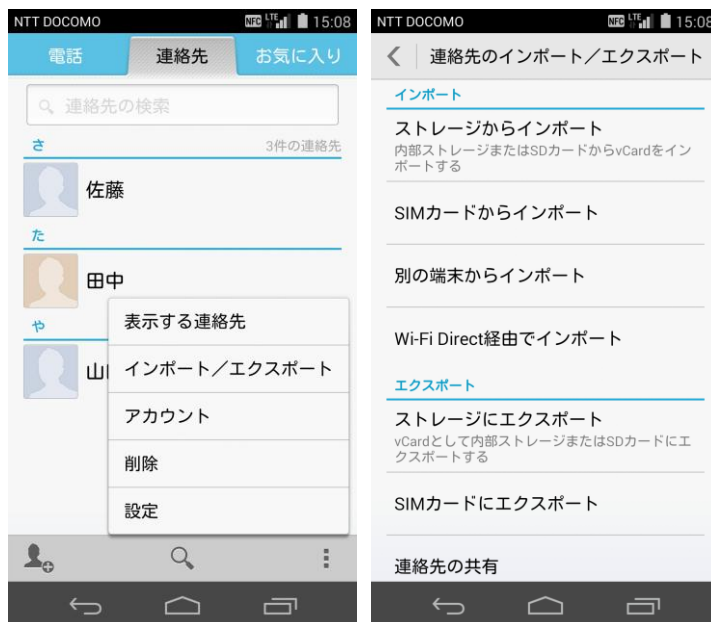 NTT DOCOMO NFC LTE 15:08
電話 連絡先 お気に入り
連絡先の検索
さ 3件の連絡先
佐藤
た
田中
や
山
表示する連絡先
インポート／エクスポート
アカウント
削除
設定
NTT DOCOMO NFC LTE 15:08
連絡先のインポート／エクスポート
インポート
ストレージからインポート
内部ストレージまたはSDカードからvCardをイン
ポートする
SIMカードからインポート
別の端末からインポート
Wi-Fi Direct経由でインポート
エクスポート
ストレージにエクスポート
vCardとして内部ストレージまたはSDカードにエ
クスポートする
SIMカードにエクスポート
連絡先の共有